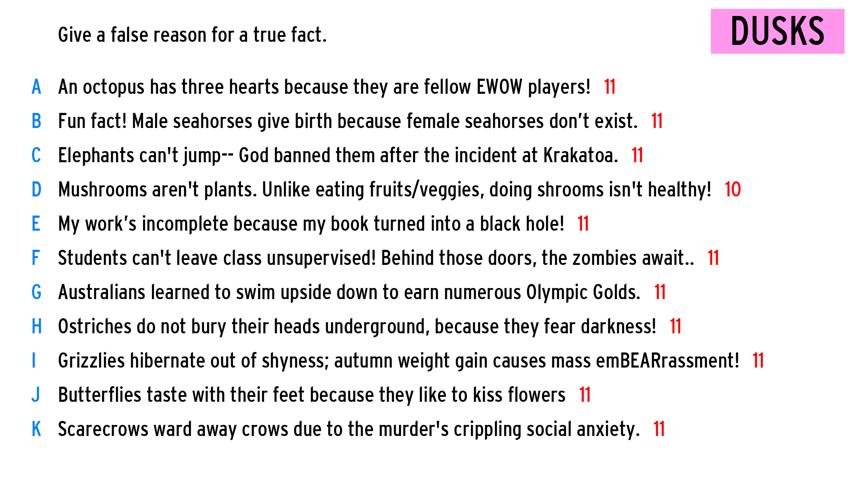 Give a false reason for a true fact.
DUSKS
A An octopus has three hearts because they are fellow EWOW players! 11
B Fun fact! Male seahorses give birth because female seahorses don’t exist. 11
C Elephants can't jump-- God banned them after the incident at Krakatoa. 11
D Mushrooms aren't plants. Unlike eating fruits/veggies, doing shrooms isn't healthy! 10
E My work’s incomplete because my book turned into a black hole! 11
F Students can't leave class unsupervised! Behind those doors, the zombies await.. 11
G Australians learned to swim upside down to earn numerous Olympic Golds. 11
H Ostriches do not bury their heads underground, because they fear darkness! 11
I Grizzlies hibernate out of shyness; autumn weight gain causes mass emBEARrassment! 11
J Butterflies taste with their feet because they like to kiss flowers 11
K Scarecrows ward away crows due to the murder's crippling social anxiety. 11